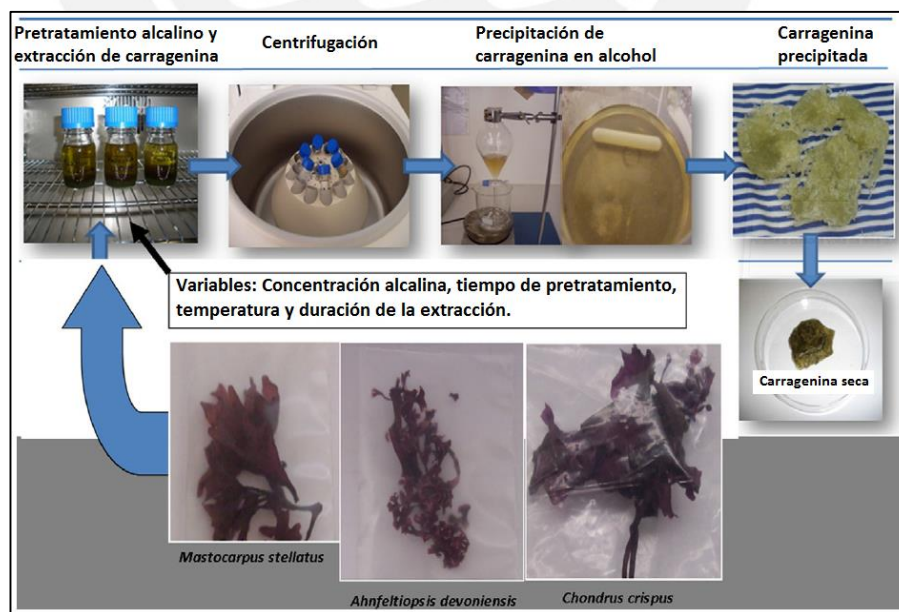 Pretratamiento alcalino y
extracción de carragenina
Centrifugación
Precipitación de
carragenina en alcohol
Carragenina
precipitada
Variables: Concentración alcalina, tiempo de pretratamiento,
temperatura y duración de la extracción.
Carragenina seca
Mastocarpus stellatus
Ahnfeltiopsis devoniensis
Chondrus crispus